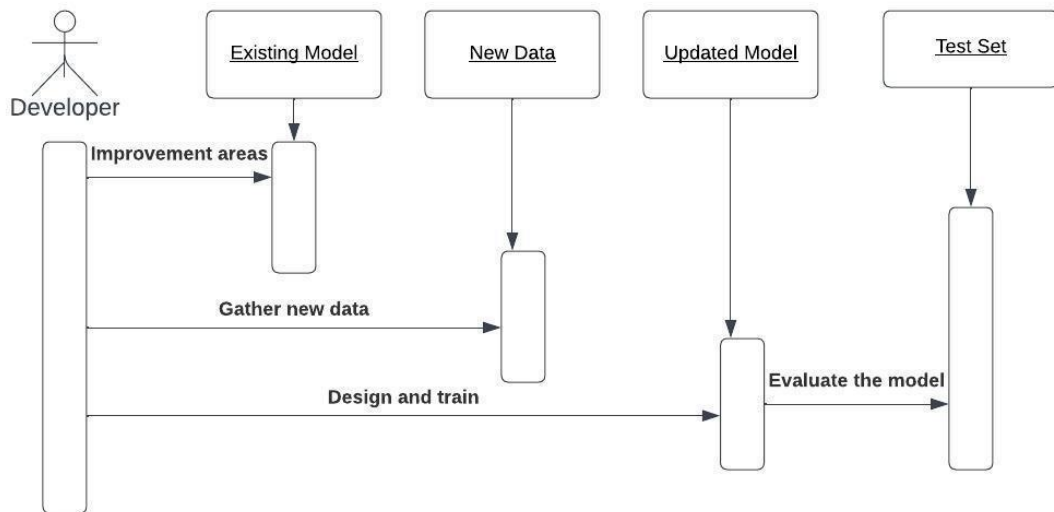 Existing Model
New Data
Updated Model
Test Set
Developer
Improvement areas
Gather new data
Evaluate the model
Design and train